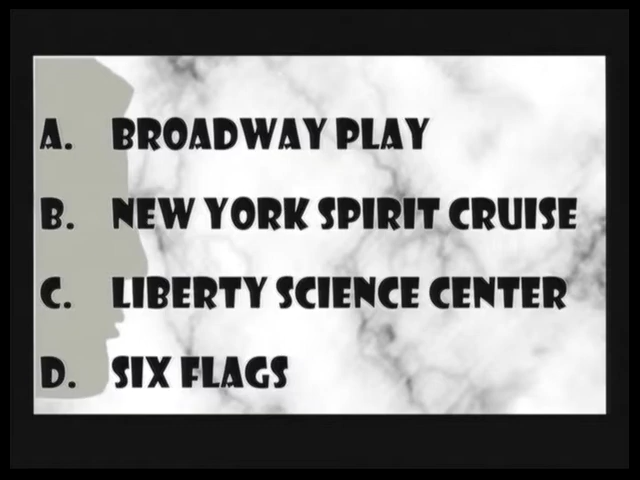 A. BROADWAY PLAY
B. NEW YORK SPIRIT CRUISE
C. LIBERTY SCIENCE CENTER
D. SIX FLAGS